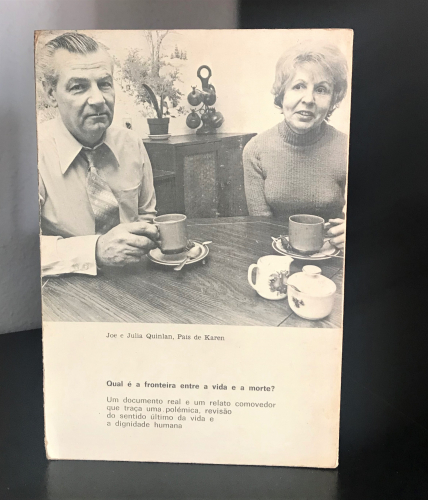 Joe e Julia Quinlan, Pais de Karen
Qual é a fronteira entre a vida e a morte?
Um documento real e um relato comovedor
que traça uma polémica, revisão
do sentido último da vida e
a dignidade humana